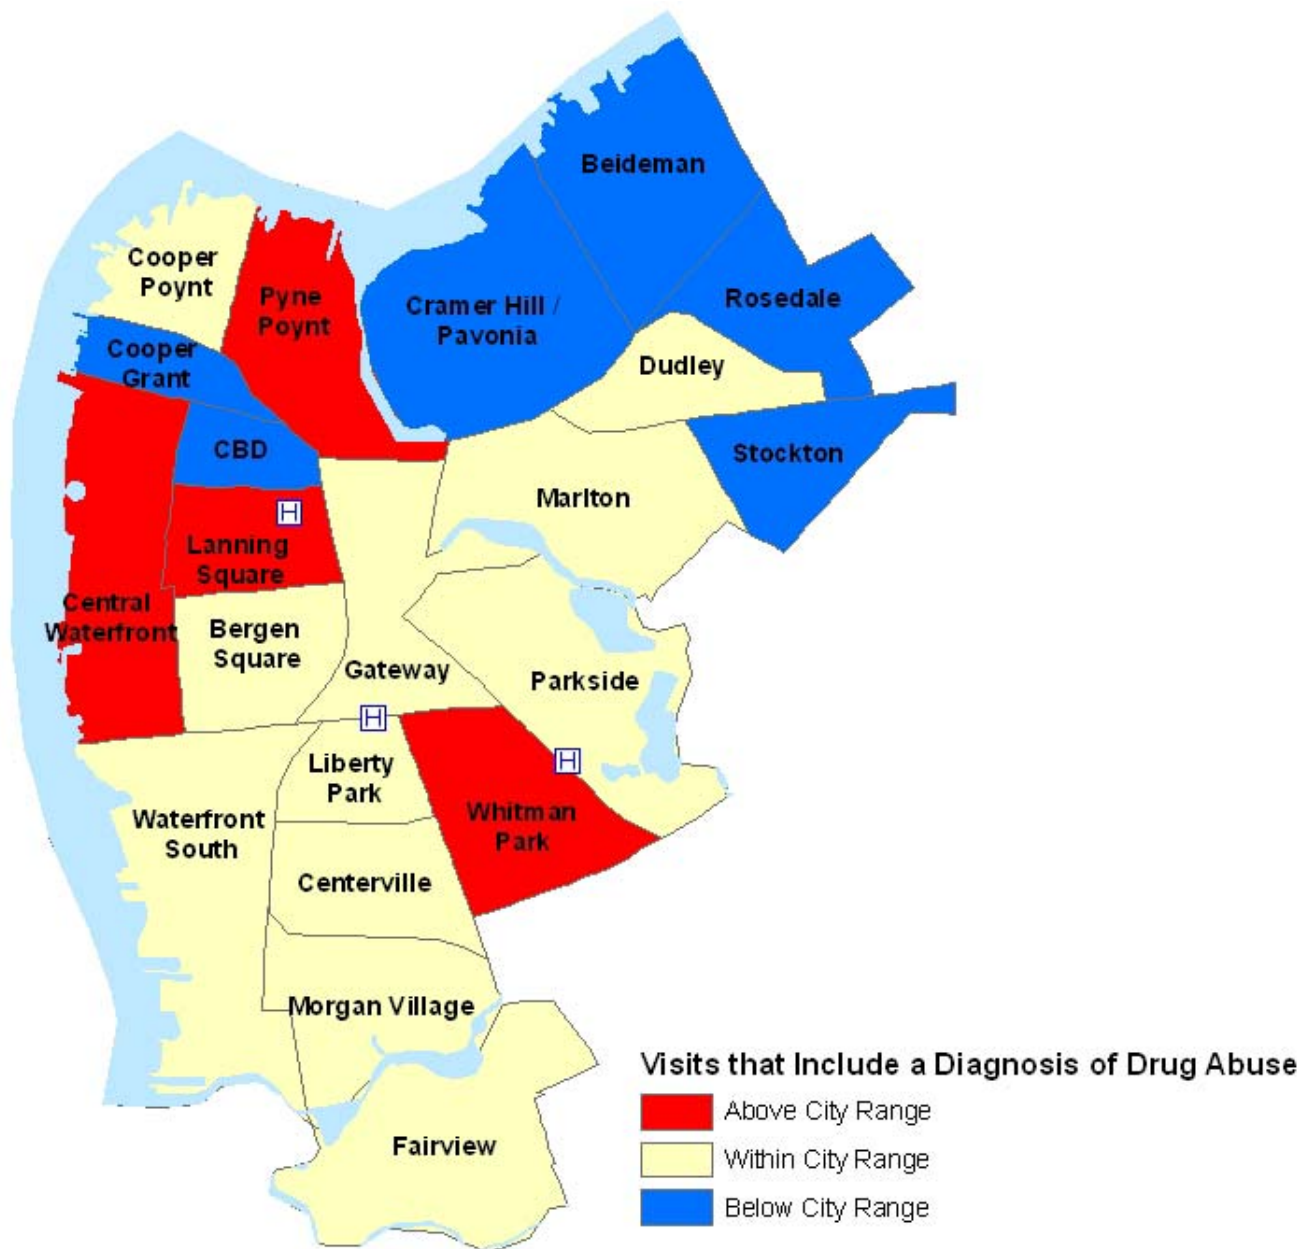 Beideman
Cooper
Poynt
Pyne
Poynt
Cramer Hill /
Pavonia
Rosedale
Cooper
Grant
Dudley
CBD
Stockton
Marlton
H
Lanning
Square
Central
Waterfront
Bergen
Square
Gateway
Parkside
H
H
Liberty
Park
Waterfront
South
Whitman
Park
Centerville
Morgan Village
Fairview
Visits that Include a Diagnosis of Drug Abuse
Above City Range
Within City Range
Below City Range